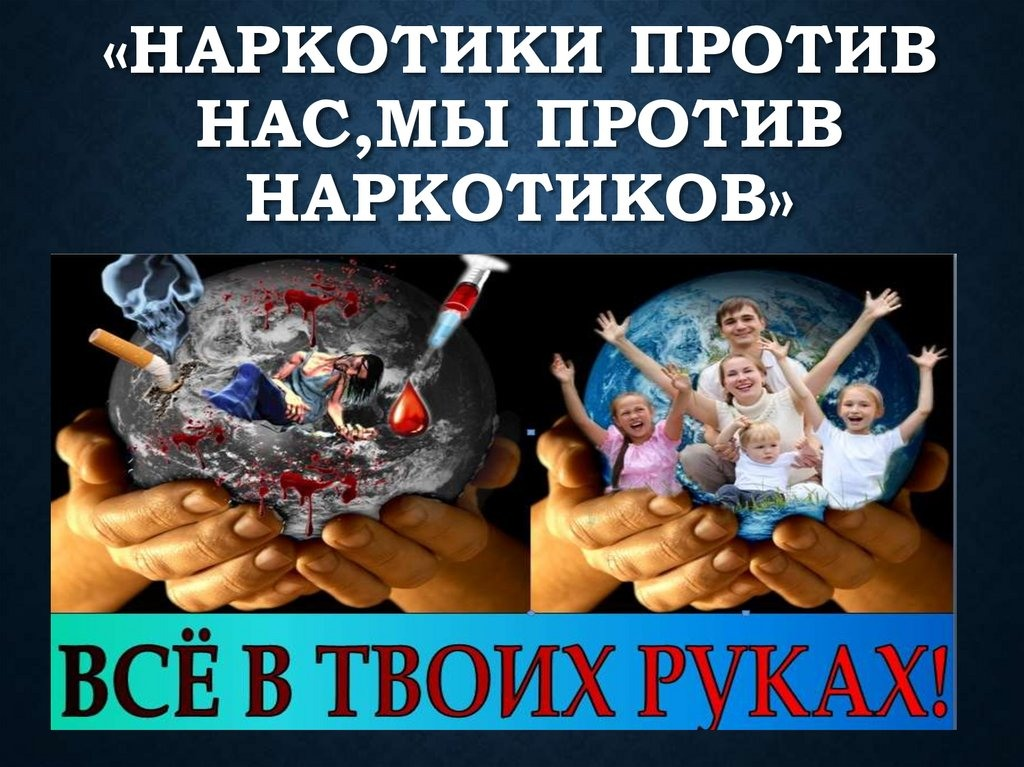 «НАРКОТИКИ ПРОТИВ
НАС,МЫ ПРОТИВ
НАРКОТИКОВ»
ВСЁ В ТВОИХ РУКАХ!